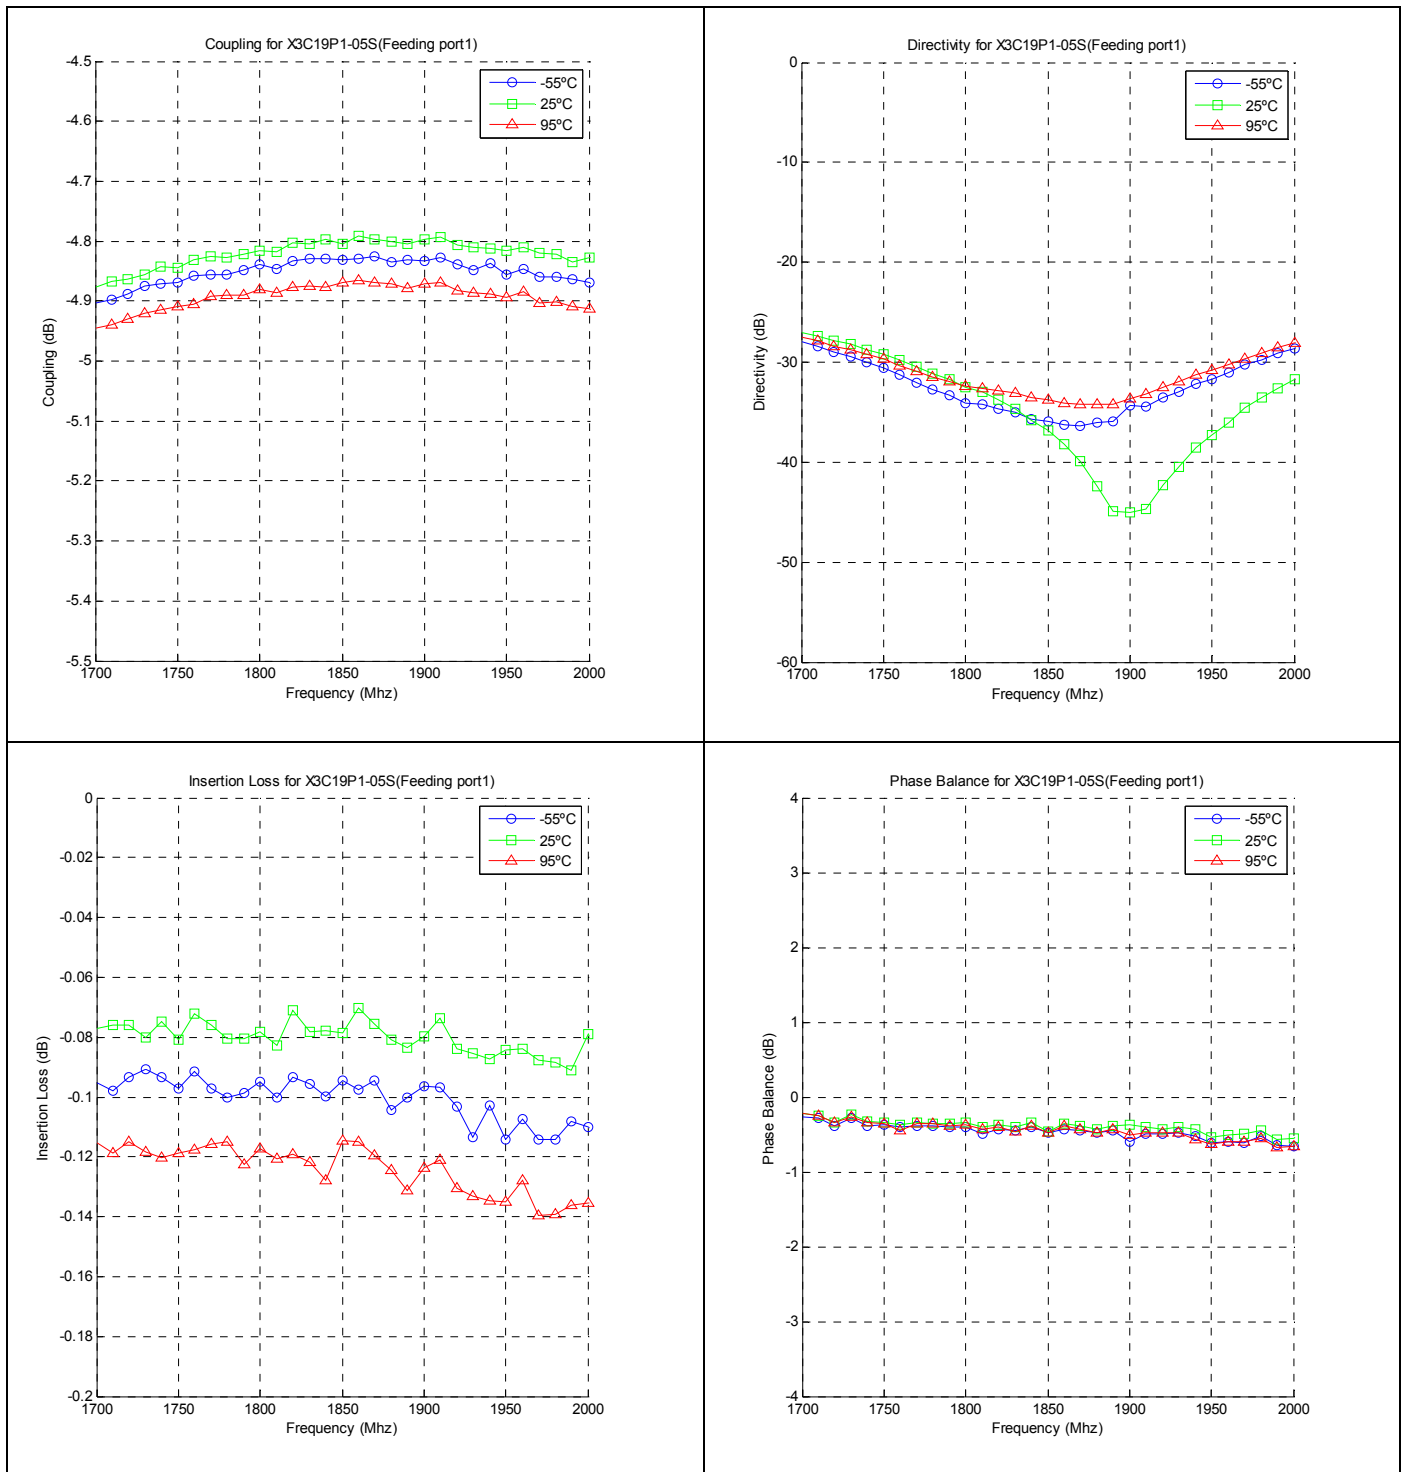 Coupling for X3C19P1-05S(Feeding port1)
-4.5
-4.6
-4.7
-4.8
-4.9
-5
-5.1
-5.2
-5.3
-5.4
-5.5
Coupling (dB)
1700 1750 1800 1850 1900 1950 2000
Frequency (Mhz)
-55ºC
25ºC
95ºC
Directivity for X3C19P1-05S(Feeding port1)
0
-10
-20
-30
-40
-50
-60
Directivity (dB)
1700 1750 1800 1850 1900 1950 2000
Frequency (Mhz)
-55ºC
25ºC
95ºC
Insertion Loss for X3C19P1-05S(Feeding port1)
0
-0.02
-0.04
-0.06
-0.08
-0.1
-0.12
-0.14
-0.16
-0.18
-0.2
Insertion Loss (dB)
1700 1750 1800 1850 1900 1950 2000
Frequency (Mhz)
-55ºC
25ºC
95ºC
Phase Balance for X3C19P1-05S(Feeding port1)
4
3
2
1
0
-1
-2
-3
-4
Phase Balance (dB)
1700 1750 1800 1850 1900 1950 2000
Frequency (Mhz)
-55ºC
25ºC
95ºC